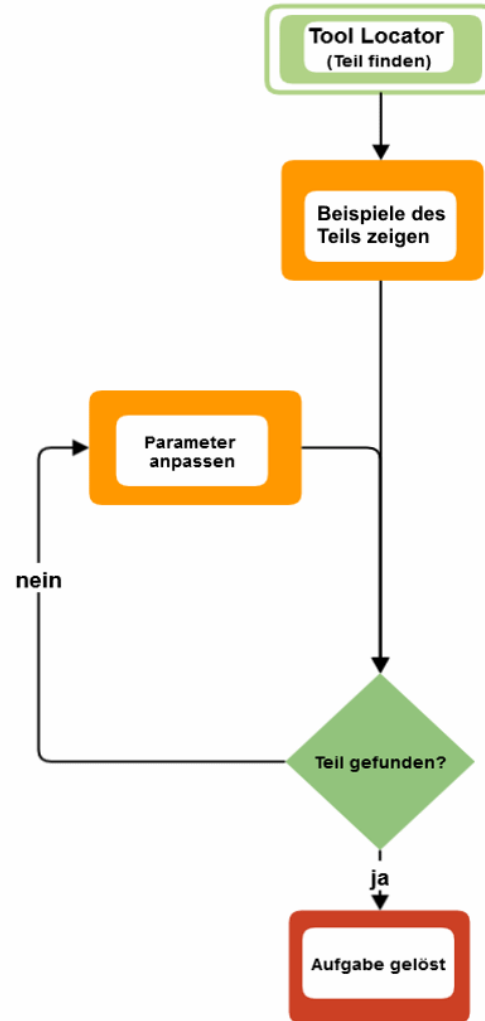 Tool Locator
(Teil finden)
Beispiele des
Teils zeigen
Parameter
anpassen
nein
Teil gefunden?
ja
Aufgabe gelöst